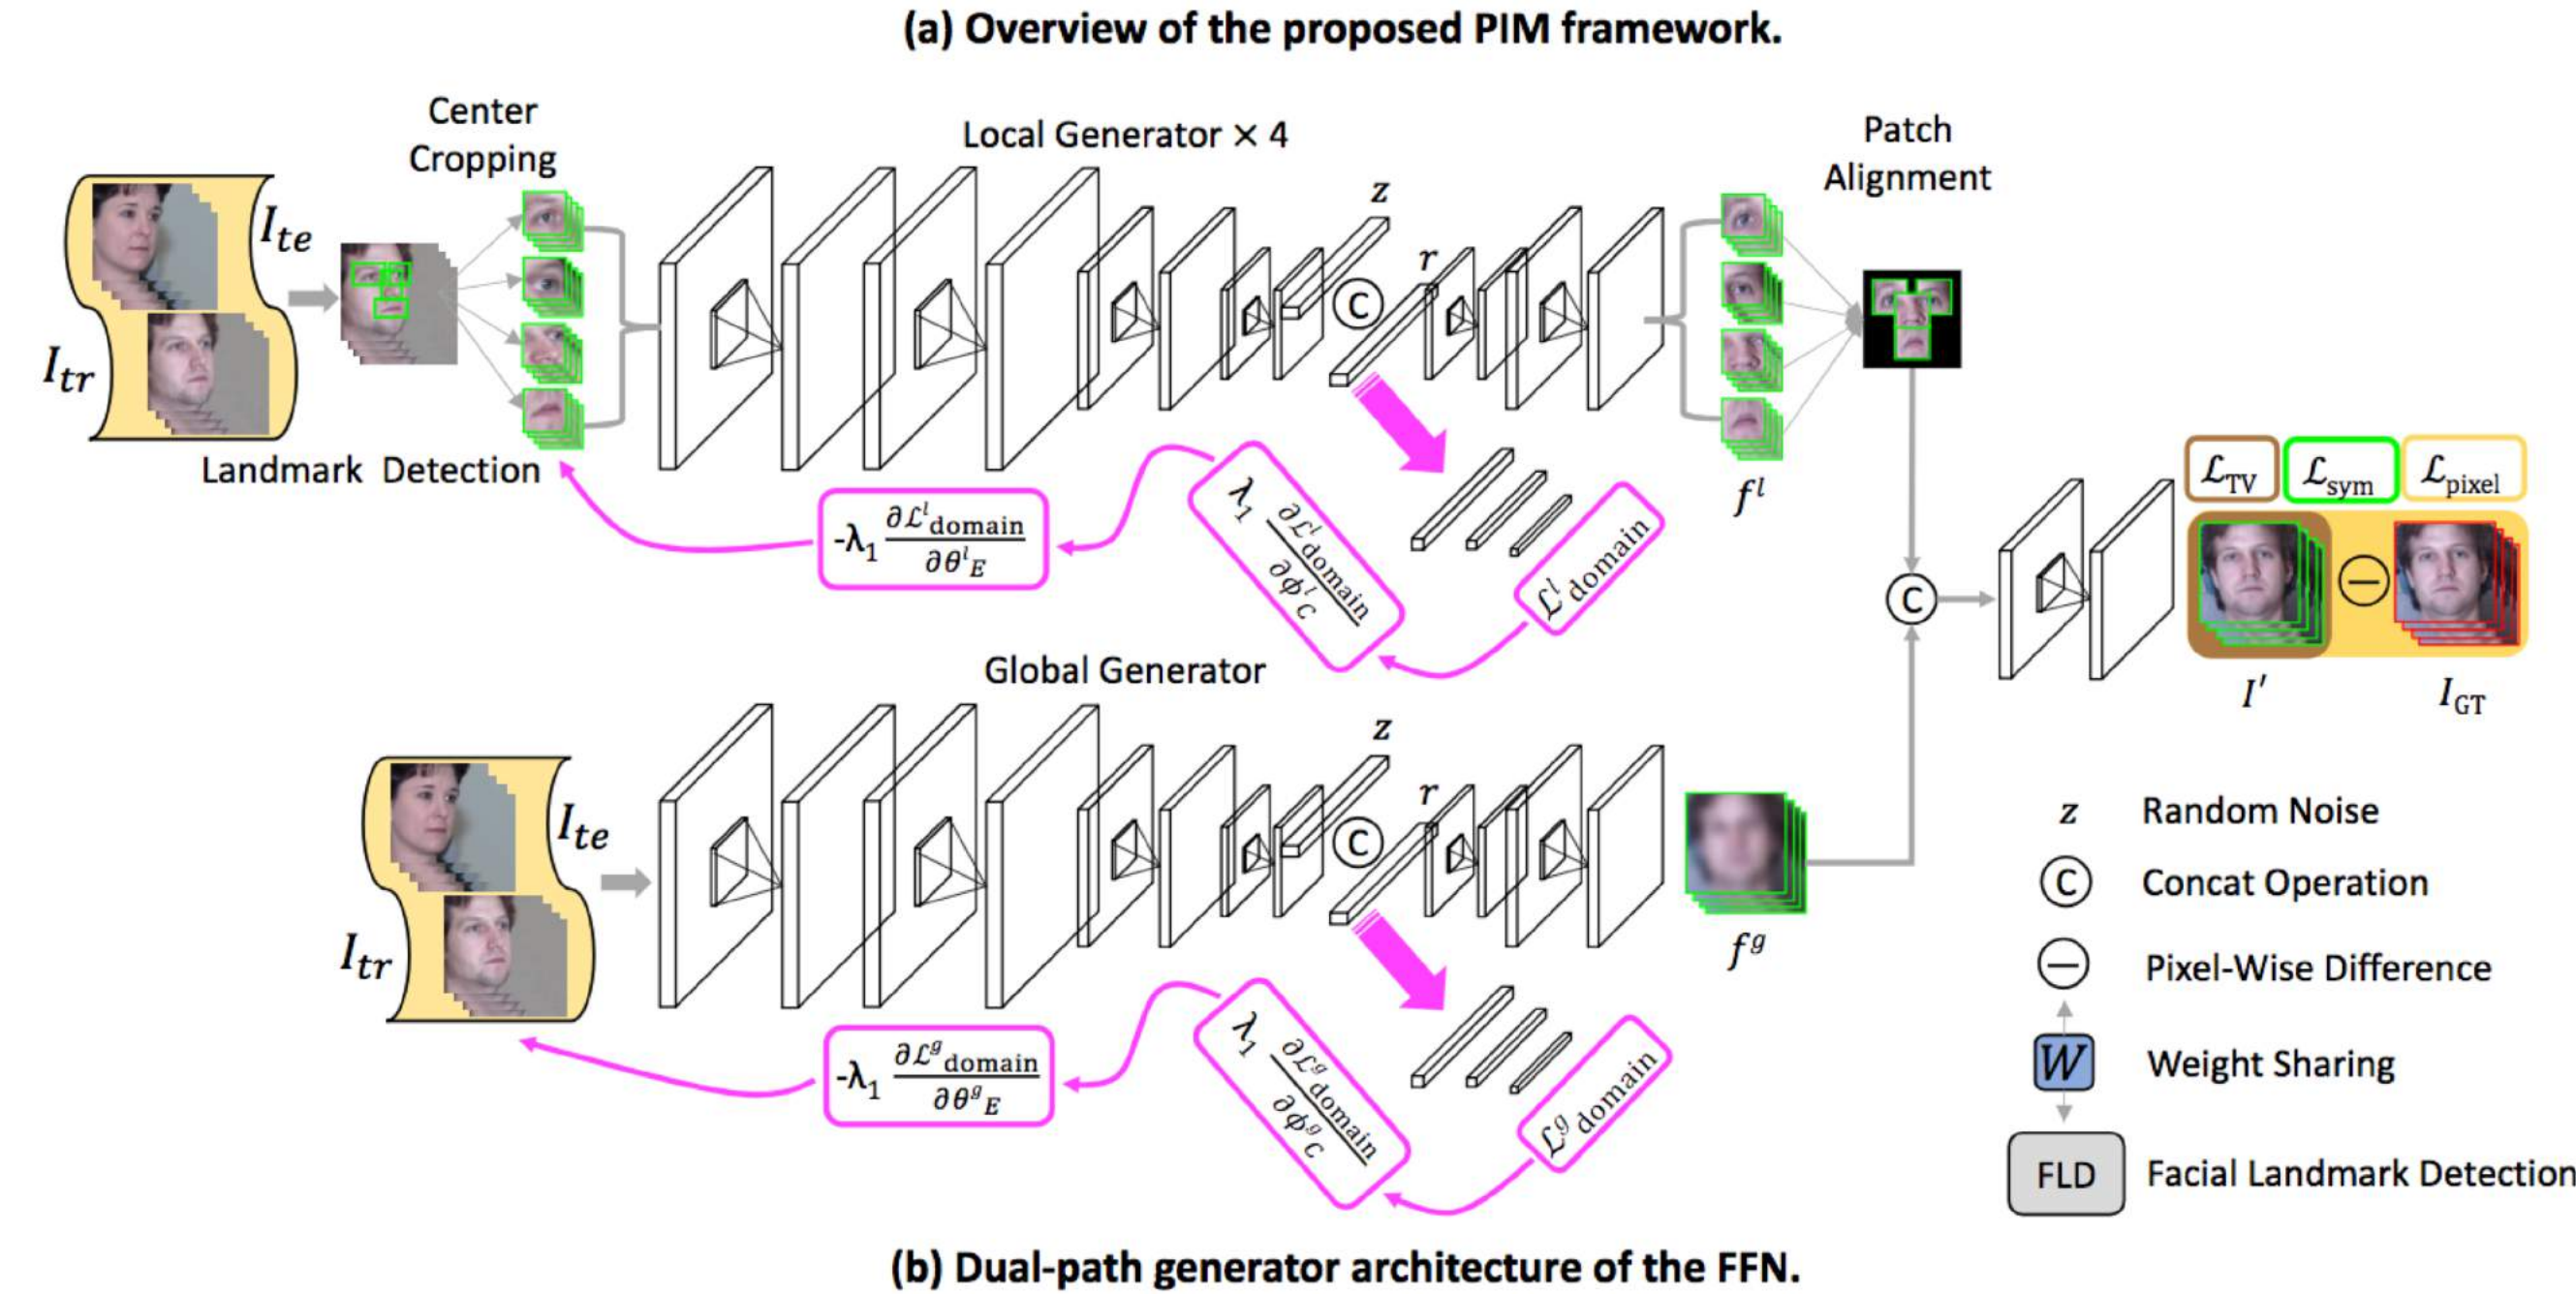 (a) Overview of the proposed PIM framework.
Center
Cropping
Local Generator × 4
Patch
Alignment
I_te
I_tr
z
C
r
Landmark Detection
f^l
-λ₁ ∂ℒ^l_domain / ∂θ^l_E
λ₁ ∂ℒ^l_domain / ∂ϕ^l_C
ℒ^l_domain
ℒ_TV
ℒ_sym
ℒ_pixel
C
I′
I_GT
Global Generator
I_te
I_tr
z
C
r
f^g
-λ₁ ∂ℒ^g_domain / ∂θ^g_E
λ₁ ∂ℒ^g_domain / ∂ϕ^g_C
ℒ^g_domain
z Random Noise
C Concat Operation
− Pixel-Wise Difference
W Weight Sharing
FLD Facial Landmark Detection
(b) Dual-path generator architecture of the FFN.